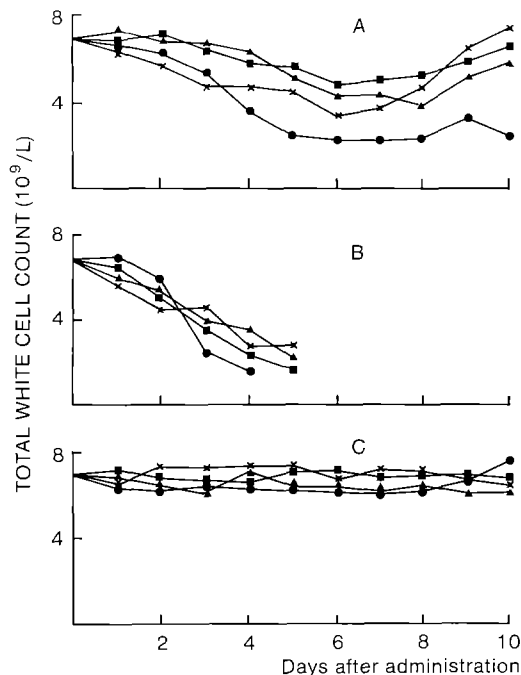 TOTAL WHITE CELL COUNT (10⁹/L)
8
A
4
8
B
4
8
C
4
2 4 6 8 10
Days after administration